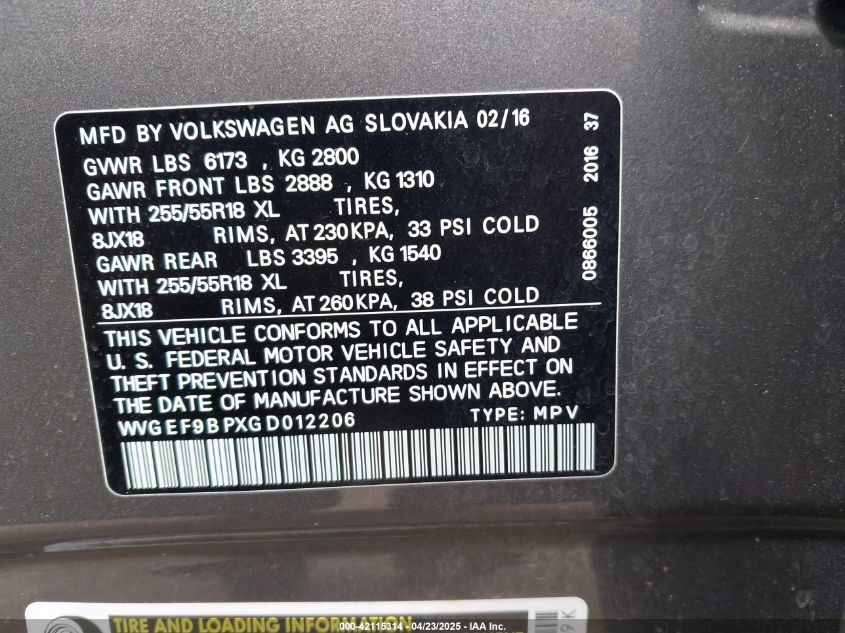 MFD BY VOLKSWAGEN AG SLOVAKIA 02/16
GVWR LBS 6173 , KG 2800
GAWR FRONT LBS 2888 , KG 1310
WITH 255/55R18 XL TIRES,
8JX18 RIMS, AT 230KPA, 33 PSI COLD
GAWR REAR LBS 3395 , KG 1540
WITH 255/55R18 XL TIRES,
8JX18 RIMS, AT 260KPA, 38 PSI COLD
THIS VEHICLE CONFORMS TO ALL APPLICABLE
U. S. FEDERAL MOTOR VEHICLE SAFETY AND
THEFT PREVENTION STANDARDS IN EFFECT ON
THE DATE OF MANUFACTURE SHOWN ABOVE.
WVGEF9BPXGD012206 TYPE: MPV
0866005 2016 37
TIRE AND LOADING INFORMATION
9K
000-42115314 - 04/23/2025 - IAA Inc.